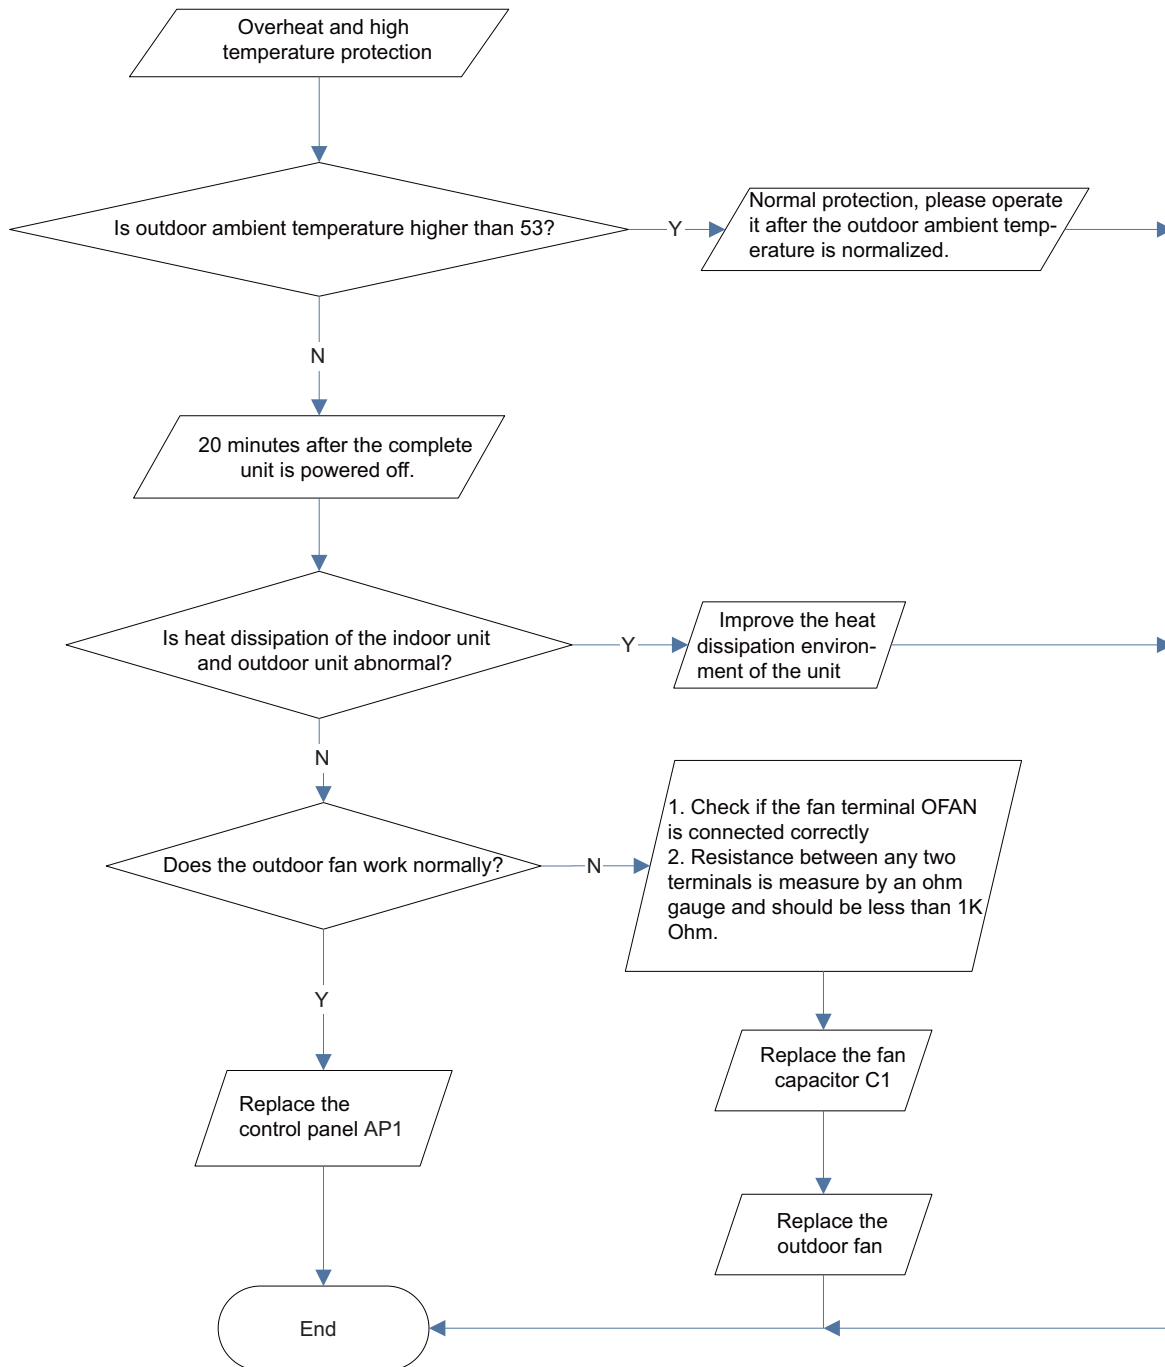 Overheat and high
temperature protection
Is outdoor ambient temperature higher than 53?
Y
Normal protection, please operate
it after the outdoor ambient temp-
erature is normalized.
N
20 minutes after the complete
unit is powered off.
Is heat dissipation of the indoor unit
and outdoor unit abnormal?
Y
Improve the heat
dissipation environ-
ment of the unit
N
Does the outdoor fan work normally?
N
1. Check if the fan terminal OFAN
is connected correctly
2. Resistance between any two
terminals is measure by an ohm
gauge and should be less than 1K
Ohm.
Y
Replace the fan
capacitor C1
Replace the
control panel AP1
Replace the
outdoor fan
End